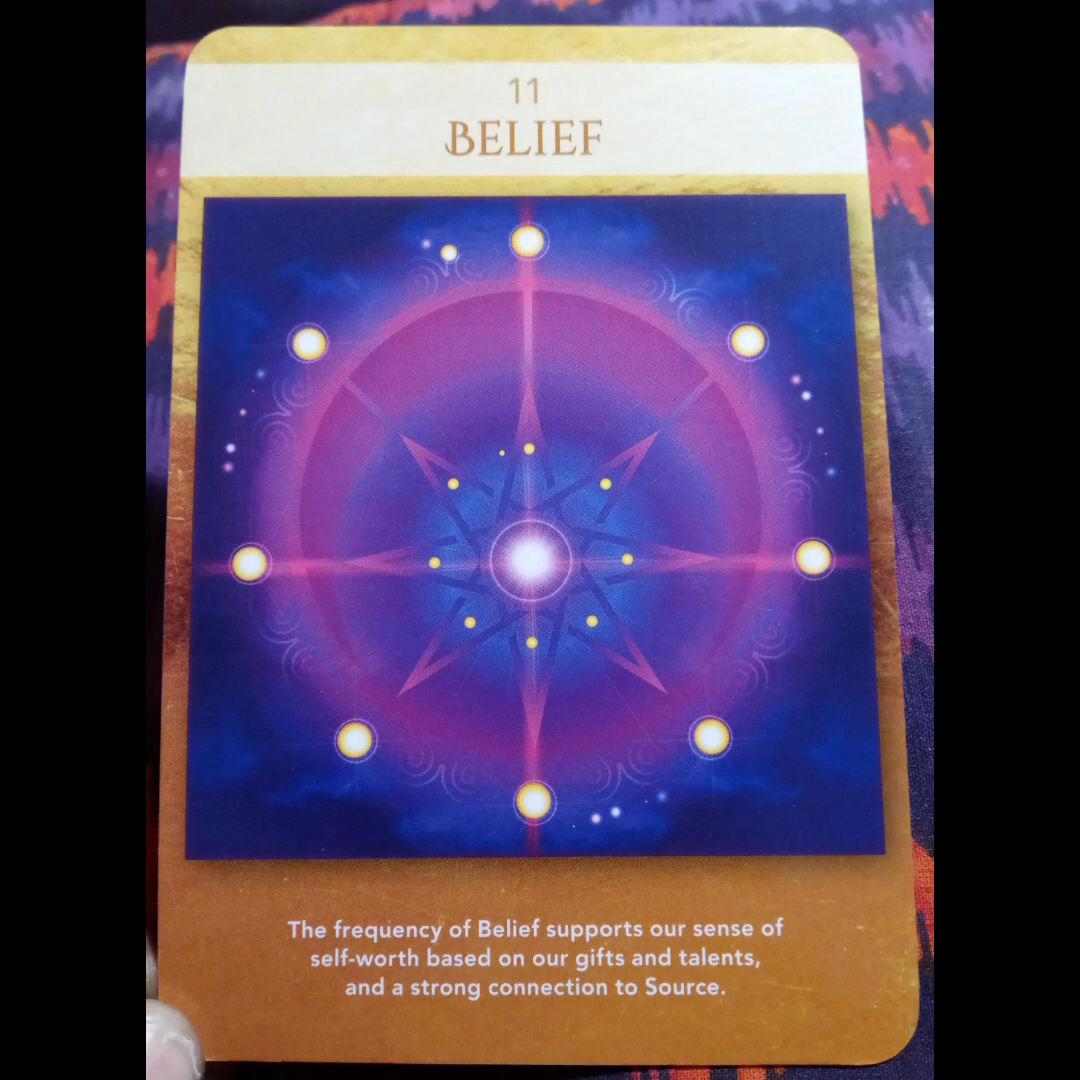 11
BELIEF
The frequency of Belief supports our sense of
self-worth based on our gifts and talents,
and a strong connection to Source.